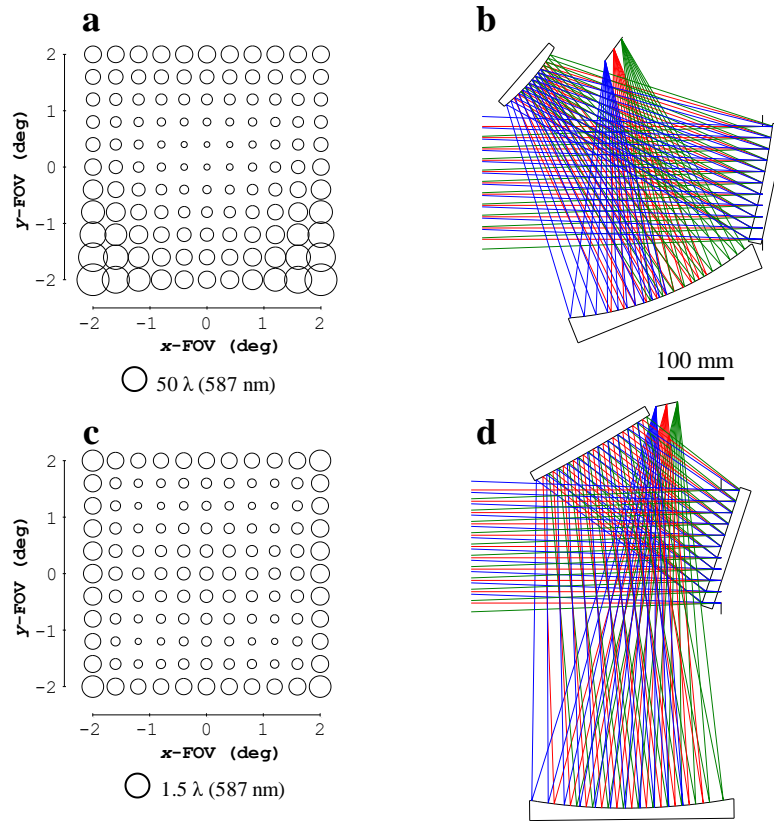 a
2
1
0
-1
-2
y-FOV (deg)
-2 -1 0 1 2
x-FOV (deg)
50 λ (587 nm)
b
100 mm
c
2
1
0
-1
-2
y-FOV (deg)
-2 -1 0 1 2
x-FOV (deg)
1.5 λ (587 nm)
d